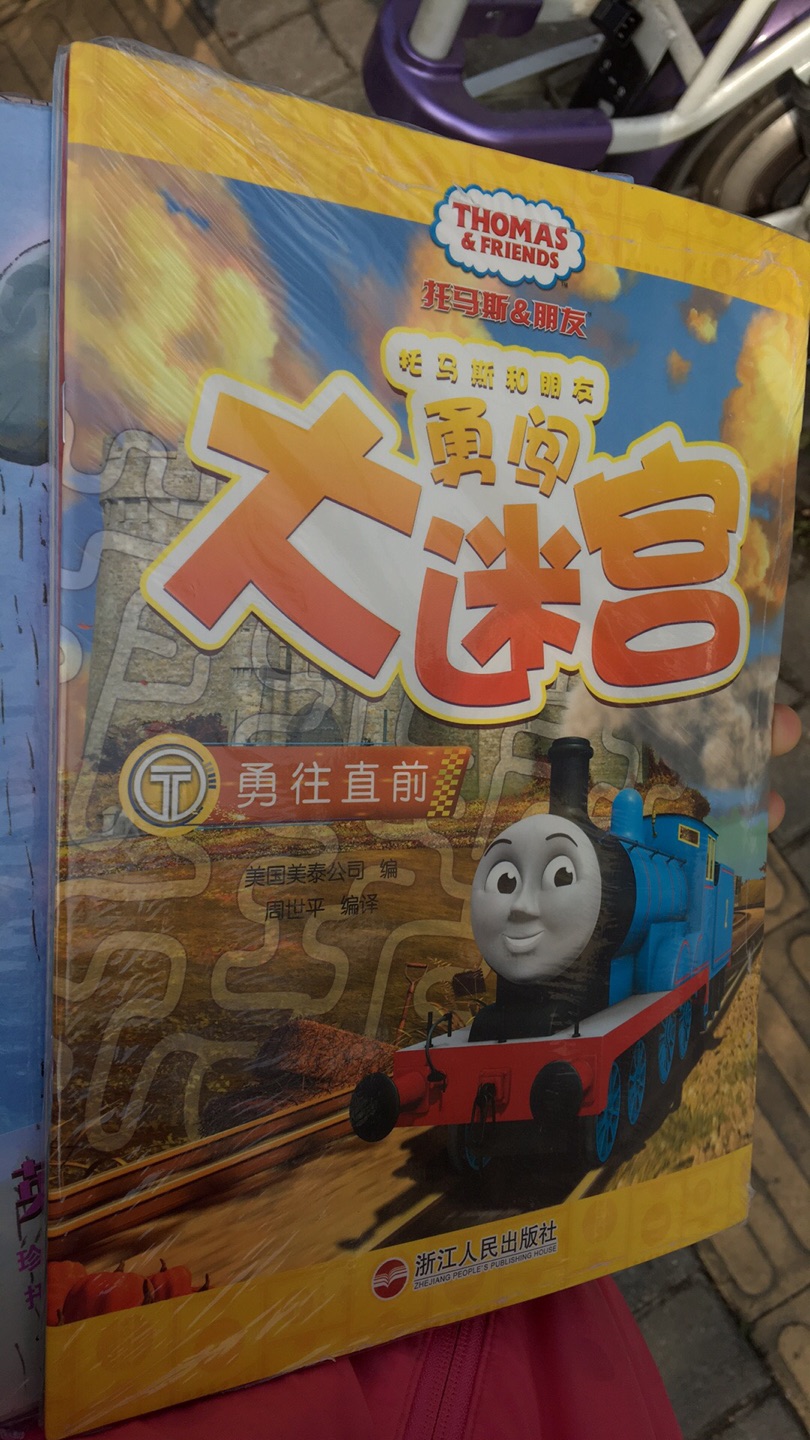 THOMAS
& FRIENDS
™
托马斯&朋友
托马斯和朋友
勇闯
大迷宫
勇往直前
美国美泰公司 编
周世平 编译
浙江人民出版社
ZHEJIANG PEOPLE'S PUBLISHING HOUSE
珍